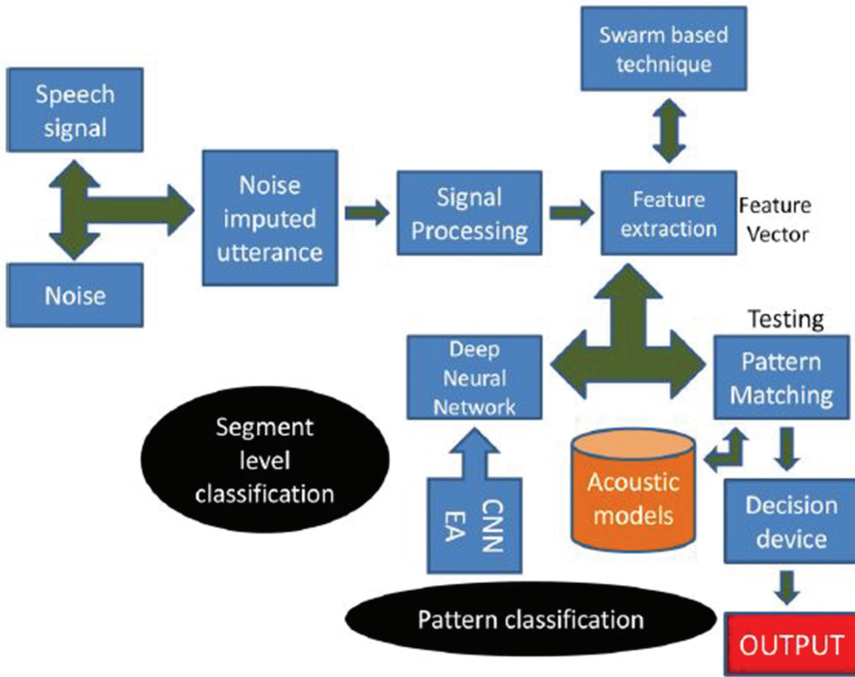 Swarm based
technique
Speech
signal
Noise
imputed
utterance
Signal
Processing
Feature
extraction
Feature
Vector
Noise
Testing
Deep
Neural
Network
Pattern
Matching
Segment
level
classification
CNN
EA
Acoustic
models
Decision
device
Pattern classification
OUTPUT